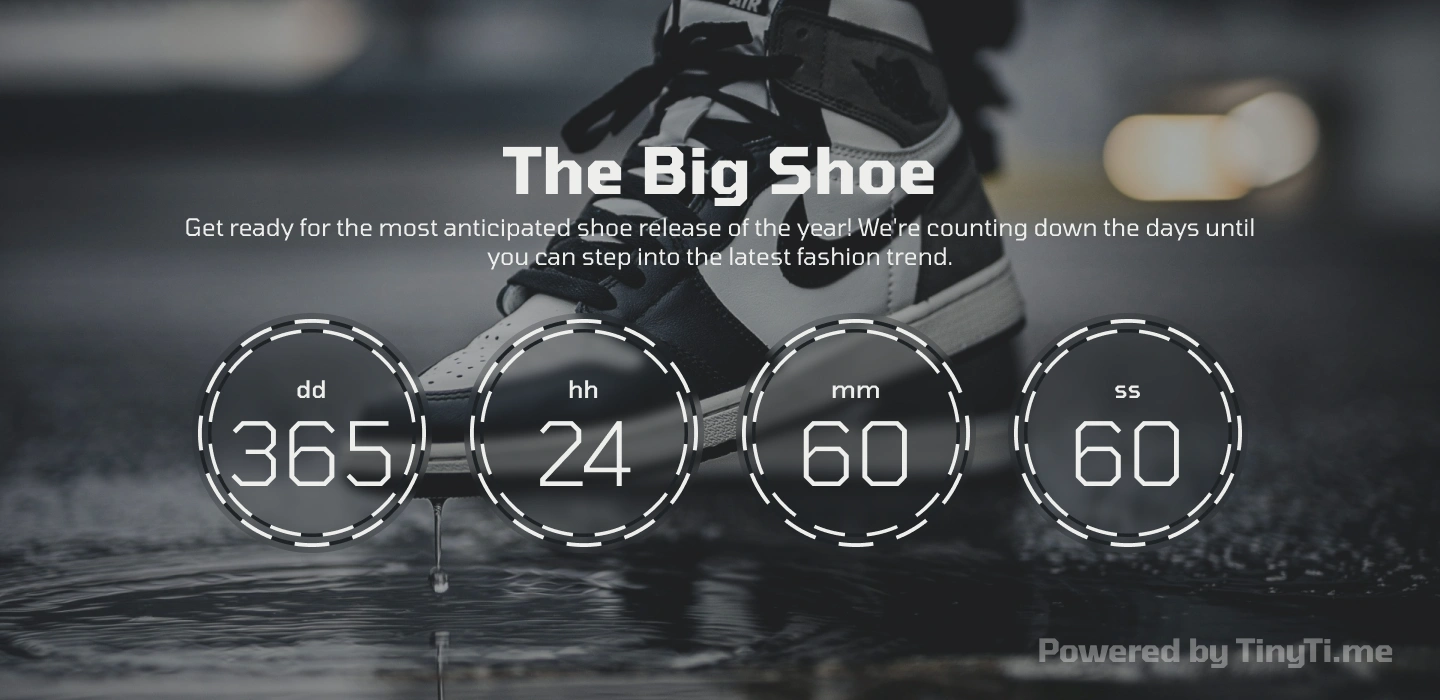 AIR
The Big Shoe
Get ready for the most anticipated shoe release of the year! We're counting down the days until
you can step into the latest fashion trend.
dd hh mm ss
365 24 60 60
Powered by TinyTi.me